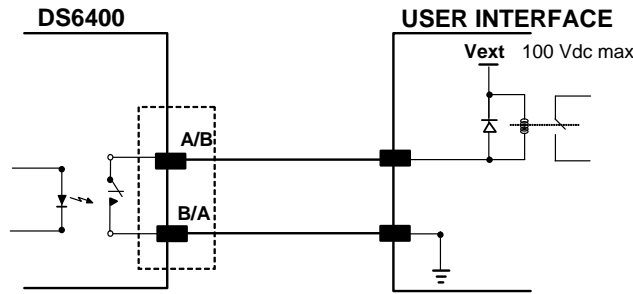 DS6400
USER INTERFACE
Vext 100 Vdc max
A/B
B/A